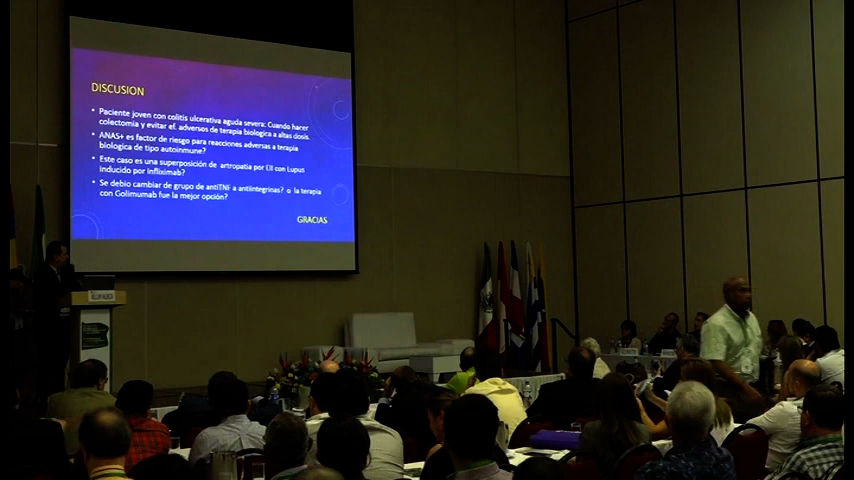 DISCUSION
• Paciente joven con colitis ulcerativa aguda severa: Cuando hacer
colectomia y evitar ef. adversos de terapia biologica a altas dosis.
• ANAS+ es factor de riesgo para reacciones adversas a terapia
biologica de tipo autoinmune?
• Este caso es una superposición de artropatia por EII con Lupus
inducido por infliximab?
• Se debio cambiar de grupo de antiTNF a antiintegrinas? o la terapia
con Golimumab fue la mejor opción?
GRACIAS